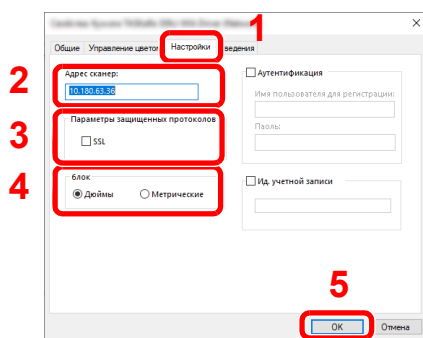 1
Общие Управление цветом Настройки ведения
2
Адрес сканер:
10.180.63.36
3
Параметры защищенных протоколов
SSL
4
блок
Дюймы Метрические
Аутентификация
Имя пользователя для регистрации:
Паоль:
Ид. учетной записи
5
OK Отмена